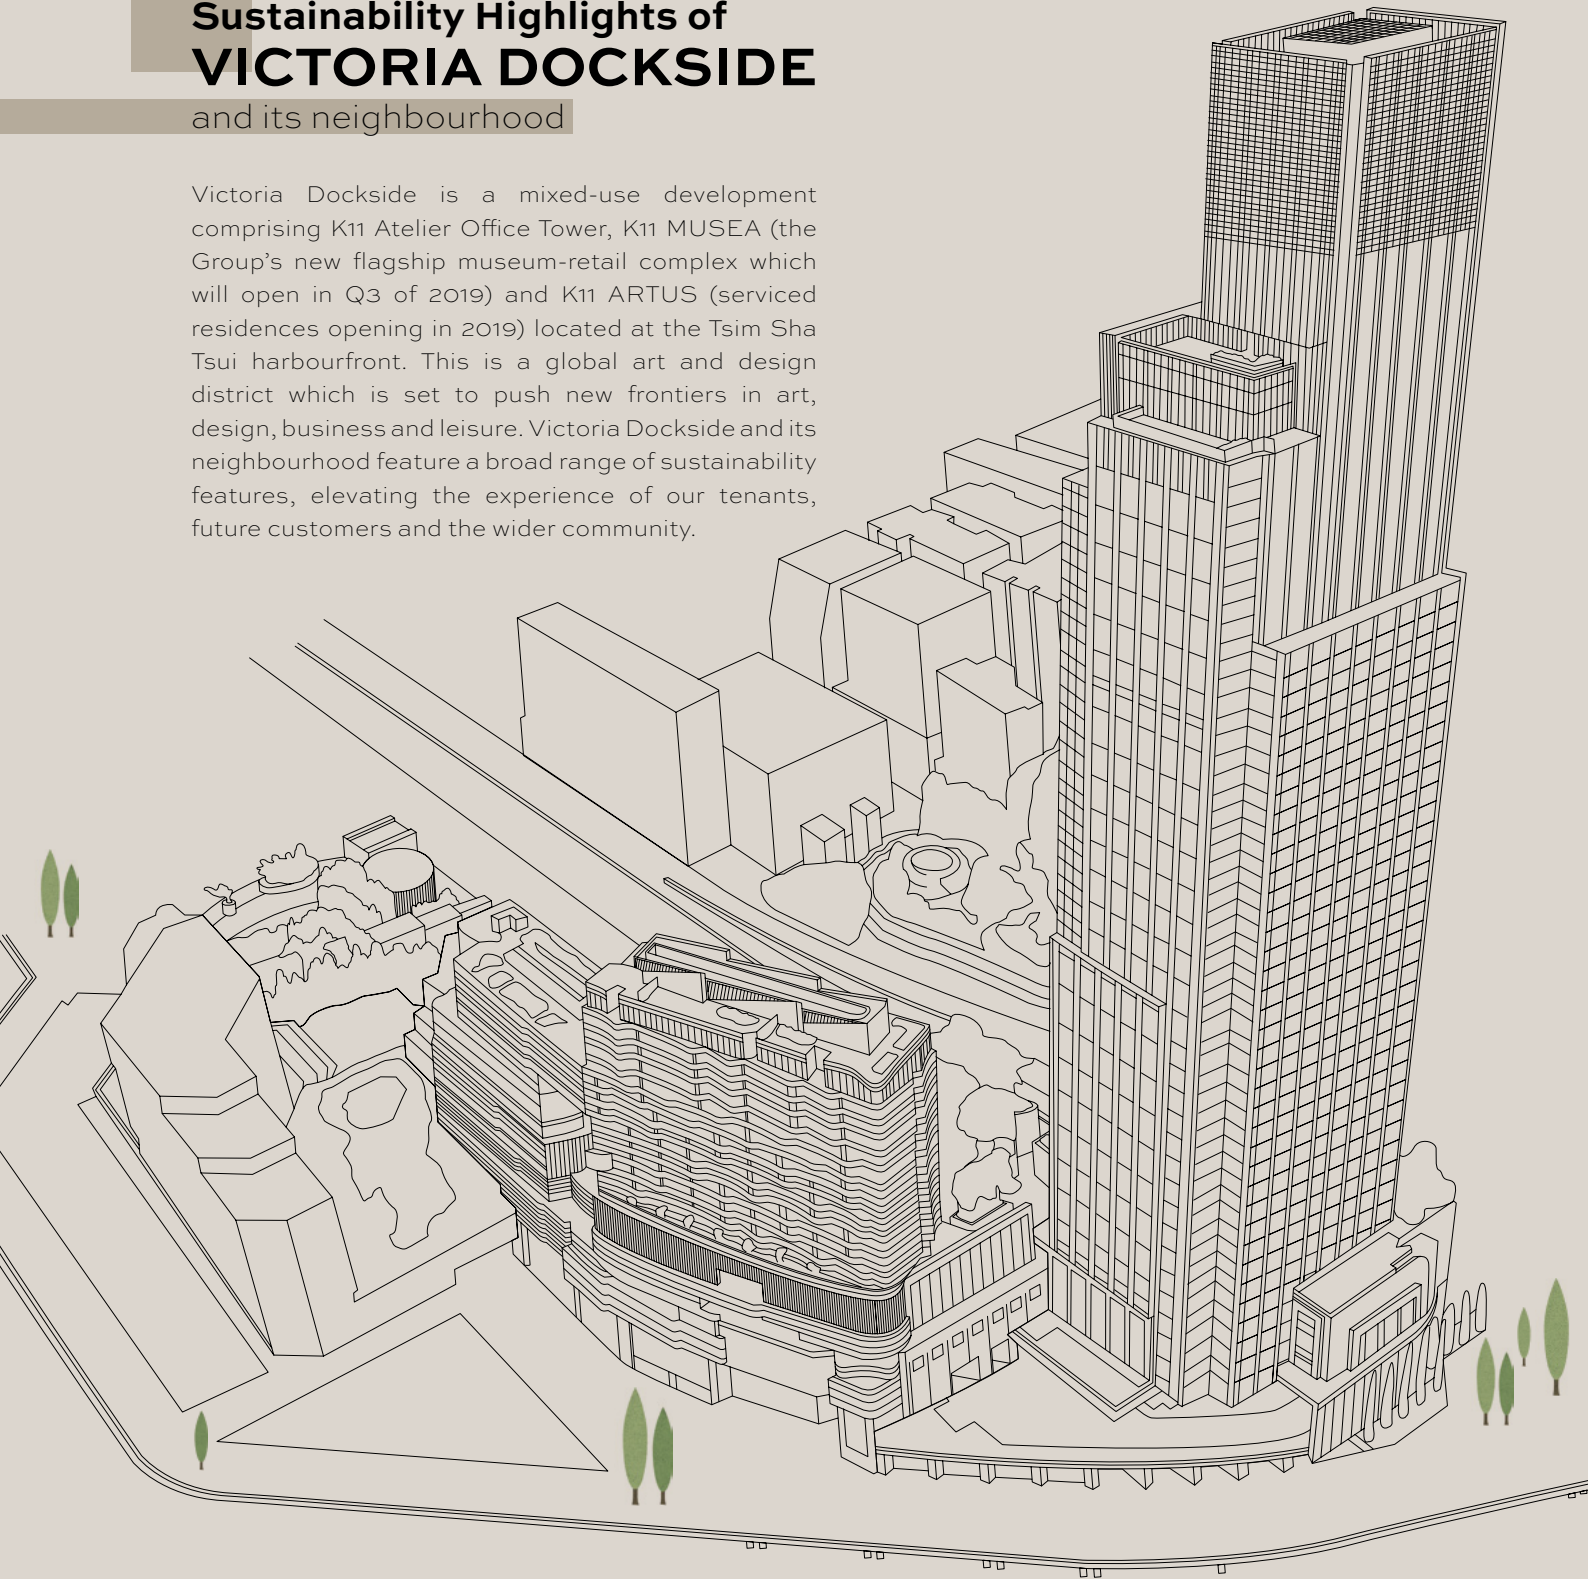 Sustainability Highlights of
VICTORIA DOCKSIDE
and its neighbourhood
Victoria Dockside is a mixed-use development
comprising K11 Atelier Office Tower, K11 MUSEA (the
Group's new flagship museum-retail complex which
will open in Q3 of 2019) and K11 ARTUS (serviced
residences opening in 2019) located at the Tsim Sha
Tsui harbourfront. This is a global art and design
district which is set to push new frontiers in art,
design, business and leisure. Victoria Dockside and its
neighbourhood feature a broad range of sustainability
features, elevating the experience of our tenants,
future customers and the wider community.